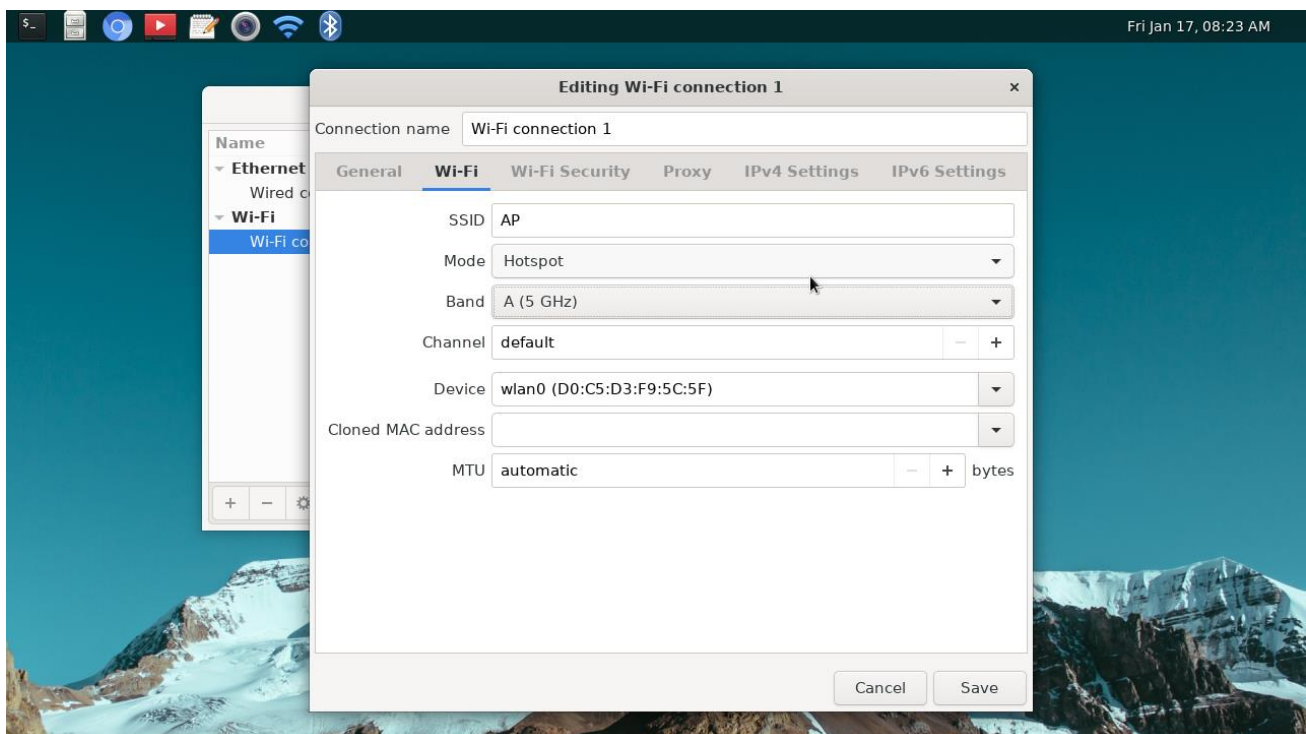 $_
Fri Jan 17, 08:23 AM
Editing Wi-Fi connection 1
Connection name Wi-Fi connection 1
General Wi-Fi Wi-Fi Security Proxy IPv4 Settings IPv6 Settings
SSID AP
Mode Hotspot
Band A (5 GHz)
Channel default
Device wlan0 (D0:C5:D3:F9:5C:5F)
Cloned MAC address
MTU automatic bytes
Cancel Save
Name
Ethernet
Wired c
Wi-Fi
Wi-Fi co